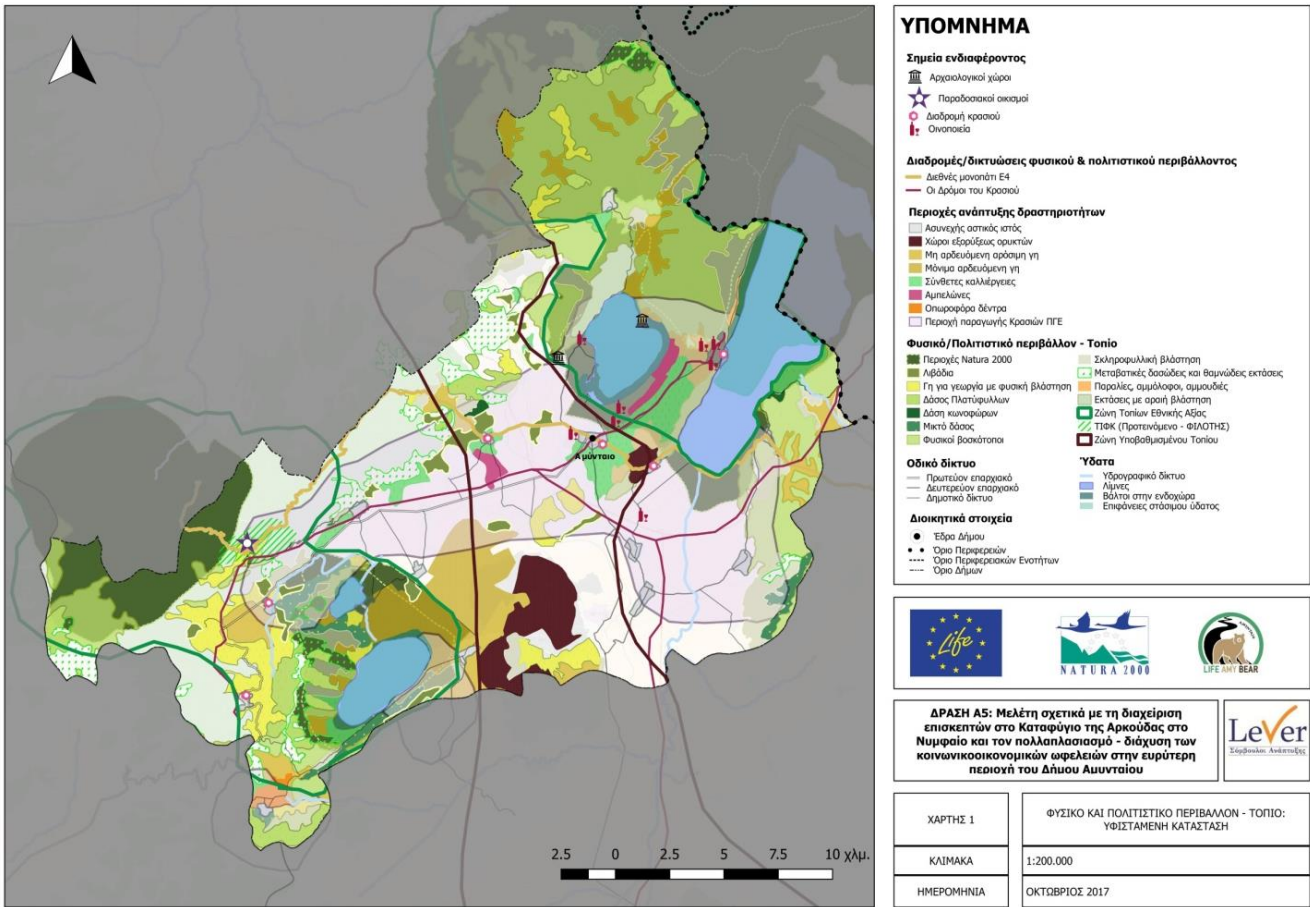 Αμύνταιο
2.5 0 2.5 5 7.5 10 χλμ.
ΥΠΟΜΝΗΜΑ
Σημεία ενδιαφέροντος
Αρχαιολογικοί χώροι
Παραδοσιακοί οικισμοί
Διαδρομή κρασιού
Οινοποιεία
Διαδρομές/δικτυώσεις φυσικού & πολιτιστικού περιβάλλοντος
Διεθνές μονοπάτι Ε4
Οι Δρόμοι του Κρασιού
Περιοχές ανάπτυξης δραστηριοτήτων
Ασυνεχής αστικός ιστός
Χώροι εξορύξεως ορυκτών
Μη αρδευόμενη αρόσιμη γη
Μόνιμα αρδευόμενη γη
Σύνθετες καλλιέργειες
Αμπελώνες
Οπωροφόρα δέντρα
Περιοχή παραγωγής Κρασιών ΠΓΕ
Φυσικό/Πολιτιστικό περιβάλλον - Τοπίο
Περιοχές Natura 2000
Λιβάδια
Γη για γεωργία με φυσική βλάστηση
Δάσος Πλατύφυλλων
Δάση κωνοφόρων
Μικτό δάσος
Φυσικοί βοσκότοποι
Σκληροφυλλική βλάστηση
Μεταβατικές δασώδεις και θαμνώδεις εκτάσεις
Παραλίες, αμμόλοφοι, αμμουδιές
Εκτάσεις με αραιή βλάστηση
Ζώνη Τοπίων Εθνικής Αξίας
ΤΙΦΚ (Προτεινόμενο - ΦΙΛΟΤΗΣ)
Ζώνη Υποβαθμισμένου Τοπίου
Οδικό δίκτυο
Πρωτεύον επαρχιακό
Δευτερεύον επαρχιακό
Δημοτικό δίκτυο
Ύδατα
Υδρογραφικό δίκτυο
Λίμνες
Βάλτοι στην ενδοχώρα
Επιφάνειες στάσιμου ύδατος
Διοικητικά στοιχεία
Έδρα Δήμου
Όριο Περιφερειών
Όριο Περιφερειακών Ενοτήτων
Όριο Δήμων
Life
NATURA 2000
LIFE AMY BEAR
ΔΡΑΣΗ Α5: Μελέτη σχετικά με τη διαχείριση
επισκεπτών στο Καταφύγιο της Αρκούδας στο
Νυμφαίο και τον πολλαπλασιασμό - διάχυση των
κοινωνικοοικονομικών ωφελειών στην ευρύτερη
περιοχή του Δήμου Αμυνταίου
LeVer
Σύμβουλοι Ανάπτυξης
ΧΑΡΤΗΣ 1
ΦΥΣΙΚΟ ΚΑΙ ΠΟΛΙΤΙΣΤΙΚΟ ΠΕΡΙΒΑΛΛΟΝ - ΤΟΠΙΟ:
ΥΦΙΣΤΑΜΕΝΗ ΚΑΤΑΣΤΑΣΗ
ΚΛΙΜΑΚΑ
1:200.000
ΗΜΕΡΟΜΗΝΙΑ
ΟΚΤΩΒΡΙΟΣ 2017